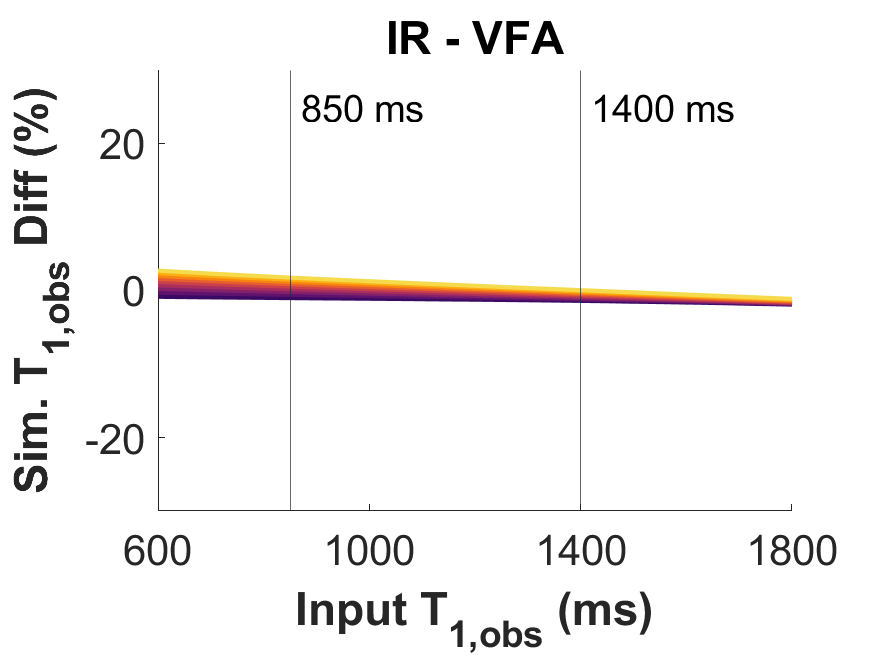 IR - VFA
850 ms
1400 ms
Sim. T1,obs Diff (%)
20
0
-20
600
1000
1400
1800
Input T1,obs (ms)